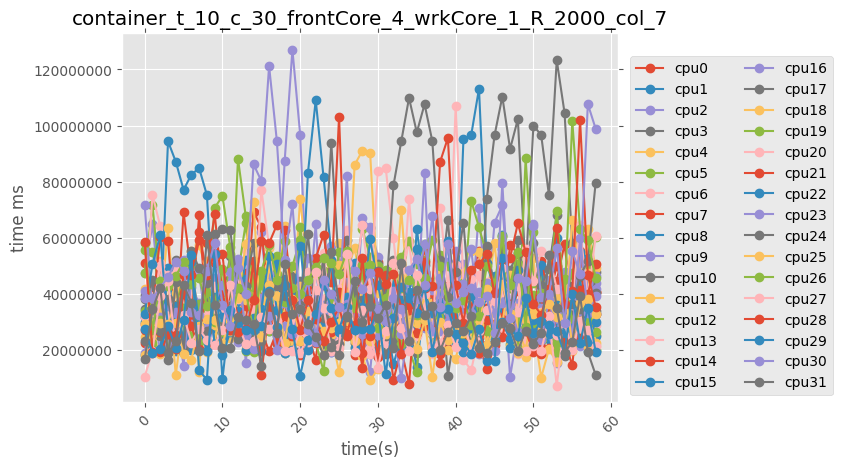 container_t_10_c_30_frontCore_4_wrkCore_1_R_2000_col_7
time ms
120000000
100000000
80000000
60000000
40000000
20000000
0
10
20
30
40
50
60
time(s)
cpu0
cpu1
cpu2
cpu3
cpu4
cpu5
cpu6
cpu7
cpu8
cpu9
cpu10
cpu11
cpu12
cpu13
cpu14
cpu15
cpu16
cpu17
cpu18
cpu19
cpu20
cpu21
cpu22
cpu23
cpu24
cpu25
cpu26
cpu27
cpu28
cpu29
cpu30
cpu31